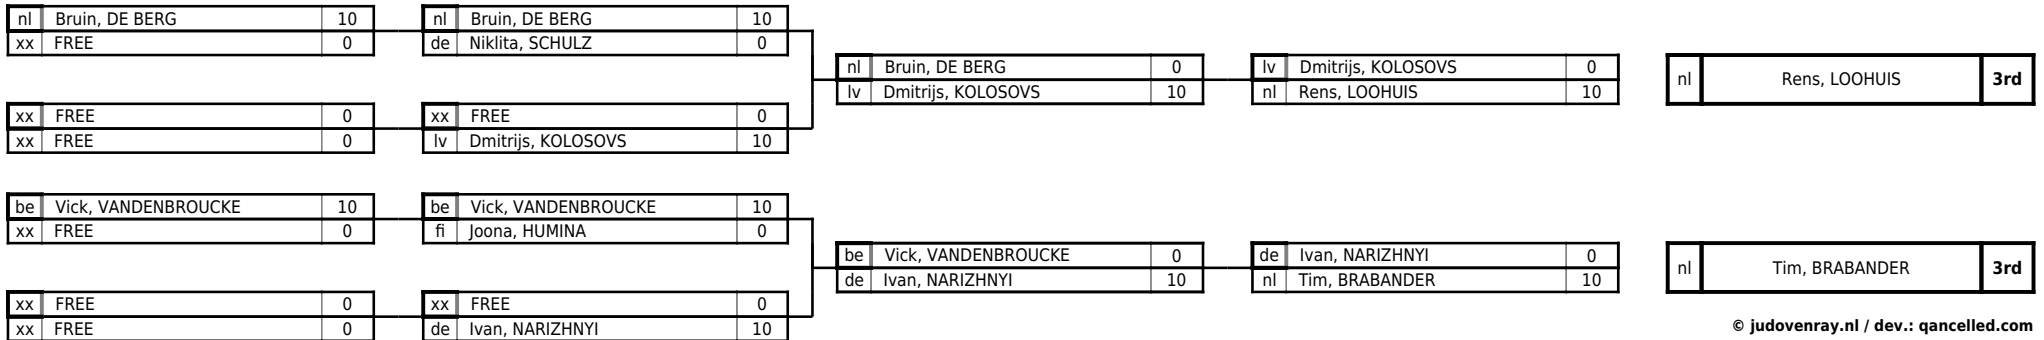 nl Bruin, DE BERG 10 nl Bruin, DE BERG 10
xx FREE 0 de Niklita, SCHULZ 0
nl Bruin, DE BERG 0 lv Dmitrijs, KOLOSOVS 0
nl Rens, LOOHUIS 3rd
lv Dmitrijs, KOLOSOVS 10 nl Rens, LOOHUIS 10
xx FREE 0 xx FREE 0
xx FREE 0 lv Dmitrijs, KOLOSOVS 10
be Vick, VANDENBROUCKE 10 be Vick, VANDENBROUCKE 10
xx FREE 0 fi Joona, HUMINA 0
be Vick, VANDENBROUCKE 0 de Ivan, NARIZHNYI 0
nl Tim, BRABANDER 3rd
de Ivan, NARIZHNYI 10 nl Tim, BRABANDER 10
xx FREE 0 xx FREE 0
xx FREE 0 de Ivan, NARIZHNYI 10
© judovenray.nl / dev.: qancelled.com